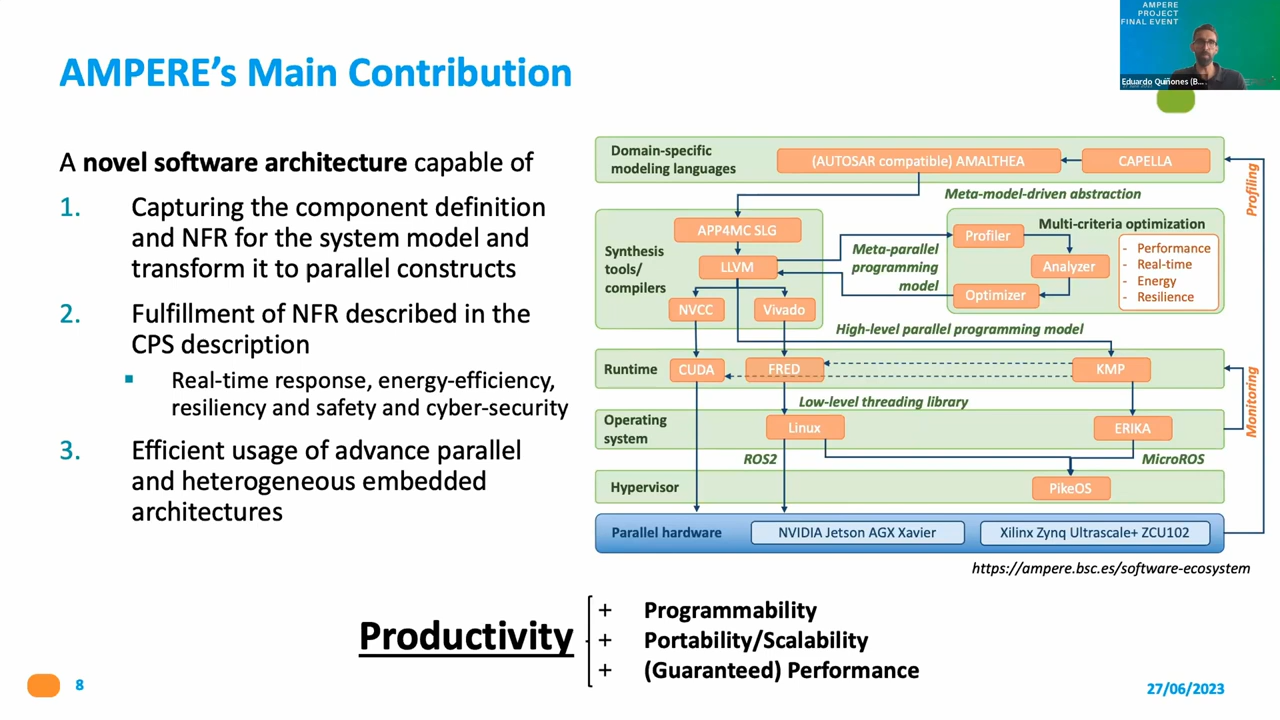 AMPERE
PROJECT
FINAL EVENT
Eduardo Quiñones (B...
AMPERE's Main Contribution
A novel software architecture capable of
1. Capturing the component definition
and NFR for the system model and
transform it to parallel constructs
2. Fulfillment of NFR described in the
CPS description
▪ Real-time response, energy-efficiency,
resiliency and safety and cyber-security
3. Efficient usage of advance parallel
and heterogeneous embedded
architectures
Domain-specific
modeling languages
(AUTOSAR compatible) AMALTHEA
CAPELLA
Meta-model-driven abstraction
Profiling
Synthesis
tools/
compilers
APP4MC SLG
LLVM
NVCC
Vivado
Meta-parallel
programming
model
Multi-criteria optimization
Profiler
Analyzer
Optimizer
- Performance
- Real-time
- Energy
- Resilience
High-level parallel programming model
Runtime
CUDA
FRED
KMP
Low-level threading library
Monitoring
Operating
system
Linux
ERIKA
ROS2
MicroROS
Hypervisor
PikeOS
Parallel hardware
NVIDIA Jetson AGX Xavier
Xilinx Zynq Ultrascale+ ZCU102
https://ampere.bsc.es/software-ecosystem
Productivity
+ Programmability
+ Portability/Scalability
+ (Guaranteed) Performance
8
27/06/2023